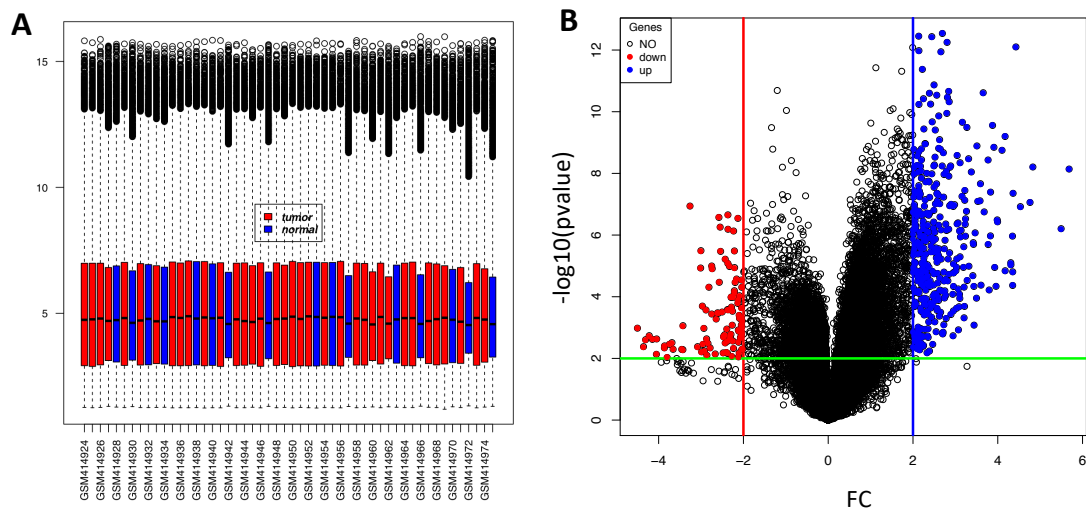 A
15
10
5
tumor
normal
GSM414924
GSM414926
GSM414928
GSM414930
GSM414932
GSM414934
GSM414936
GSM414938
GSM414940
GSM414942
GSM414944
GSM414946
GSM414948
GSM414950
GSM414952
GSM414954
GSM414956
GSM414958
GSM414960
GSM414962
GSM414964
GSM414966
GSM414968
GSM414970
GSM414972
GSM414974
B
Genes
NO
down
up
-log10(pvalue)
12
10
8
6
4
2
0
−4
−2
0
2
4
6
FC